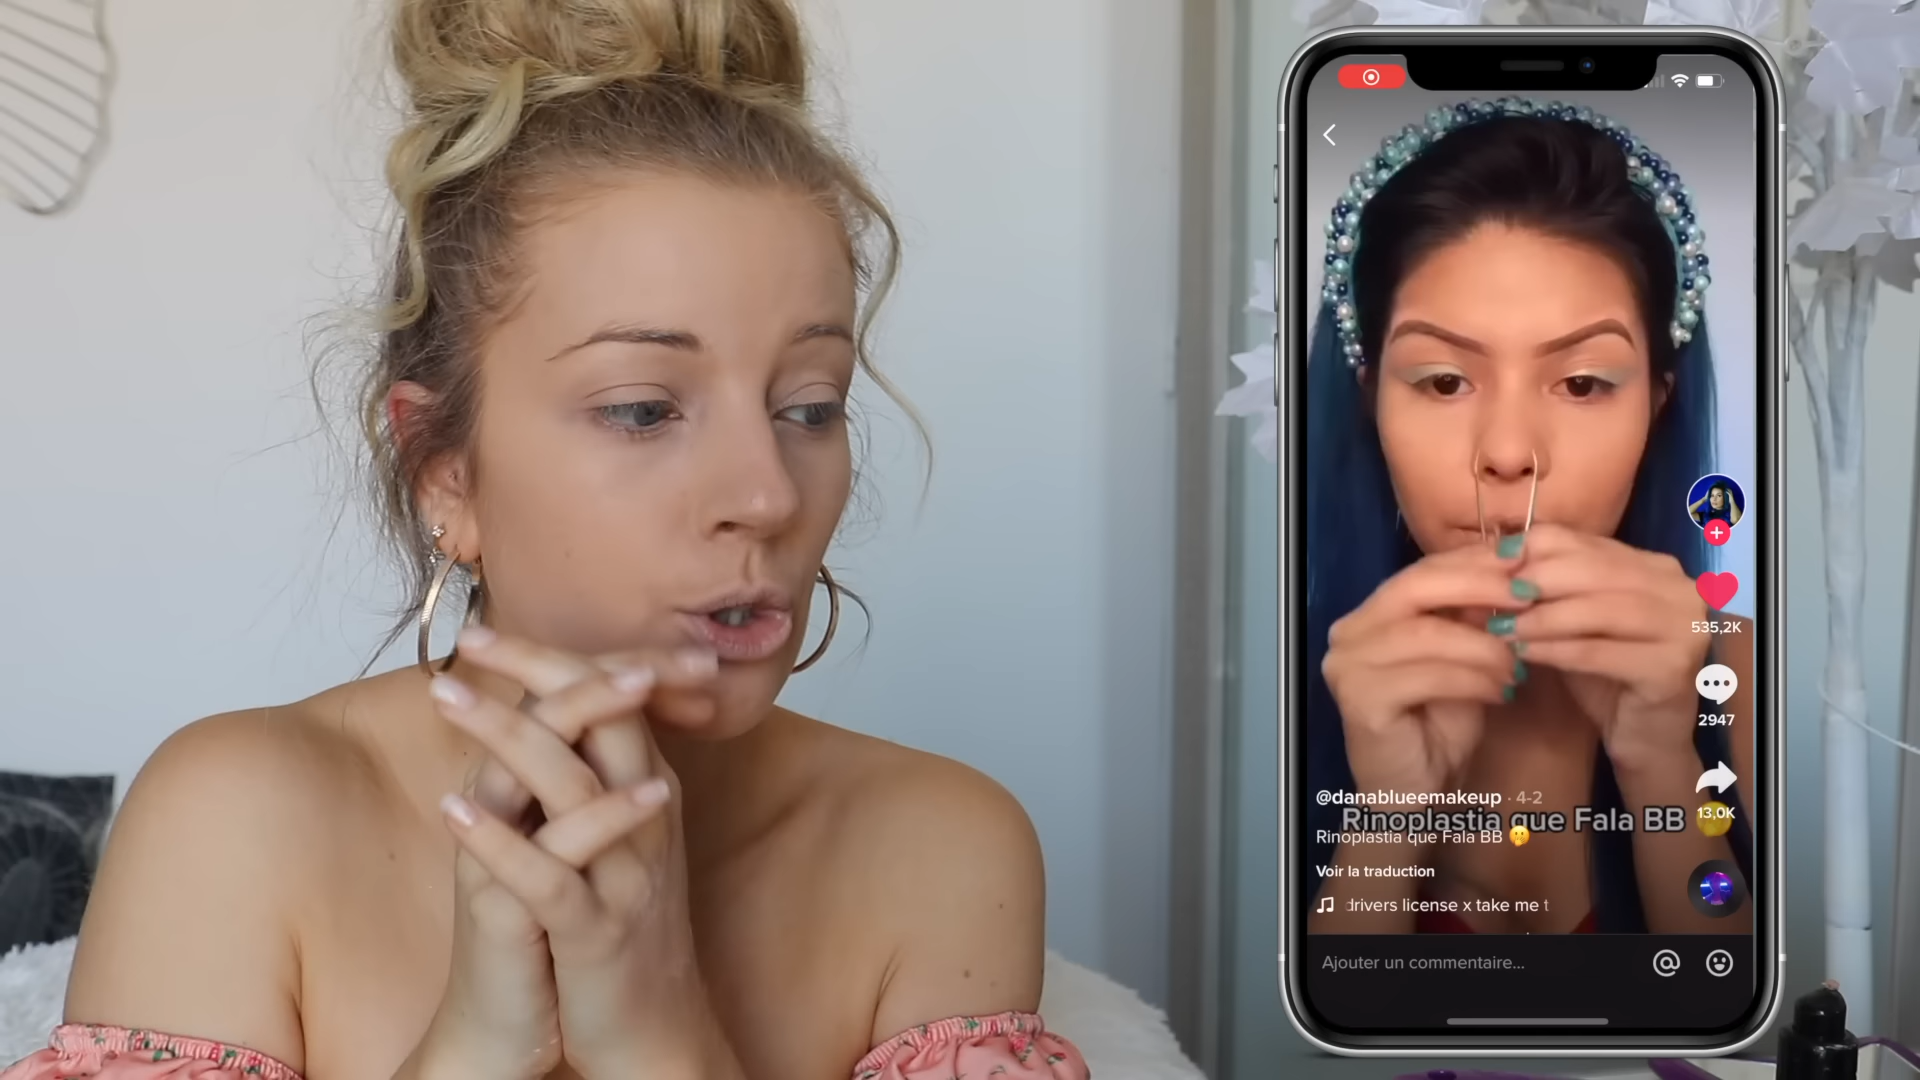 535,2K
2947
13,0K
@danablueemakeup · 4-2
Rinoplastia que Fala BB
Rinoplastia que Fala BB
Voir la traduction
drivers license x take me t
Ajouter un commentaire...